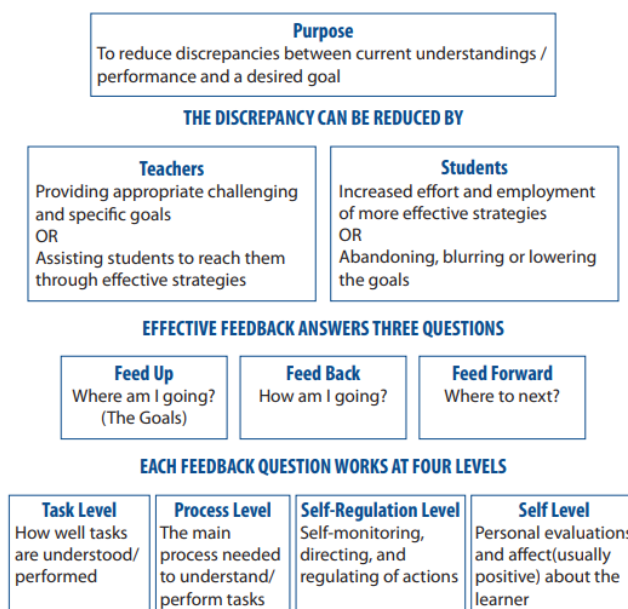 Purpose
To reduce discrepancies between current understandings /
performance and a desired goal
THE DISCREPANCY CAN BE REDUCED BY
Teachers
Providing appropriate challenging
and specific goals
OR
Assisting students to reach them
through effective strategies
Students
Increased effort and employment
of more effective strategies
OR
Abandoning, blurring or lowering
the goals
EFFECTIVE FEEDBACK ANSWERS THREE QUESTIONS
Feed Up
Where am I going?
(The Goals)
Feed Back
How am I going?
Feed Forward
Where to next?
EACH FEEDBACK QUESTION WORKS AT FOUR LEVELS
Task Level
How well tasks
are understood/
performed
Process Level
The main
process needed
to understand/
perform tasks
Self-Regulation Level
Self-monitoring,
directing, and
regulating of actions
Self Level
Personal evaluations
and affect(usually
positive) about the
learner